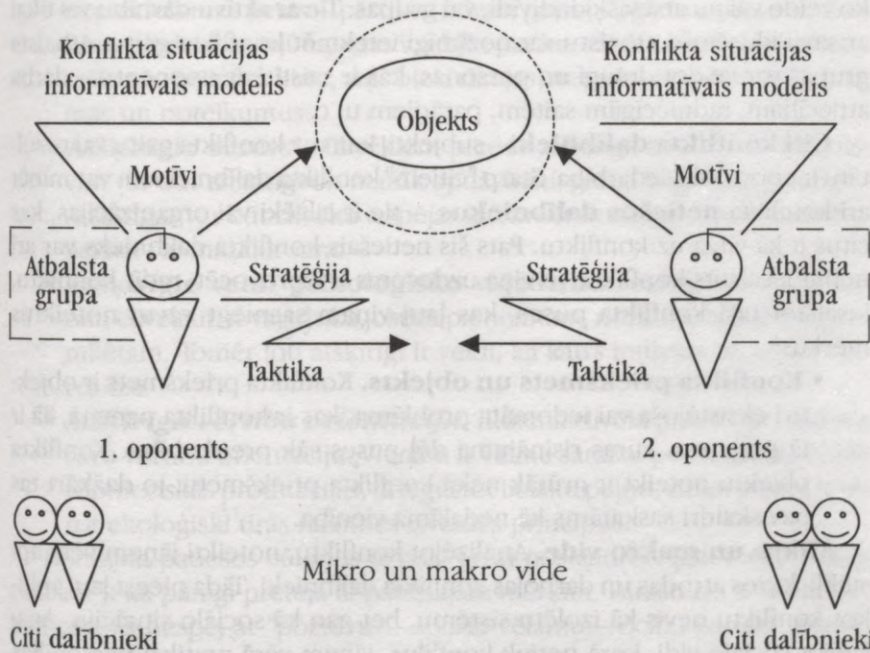 Konflikta situācijas
informatīvais modelis
Objekts
Konflikta situācijas
informatīvais modelis
Motīvi
Motīvi
Atbalsta
grupa
Stratēģija
Taktika
Stratēģija
Taktika
Atbalsta
grupa
1. oponents
2. oponents
Mikro un makro vide
Citi dalībnieki
Citi dalībnieki